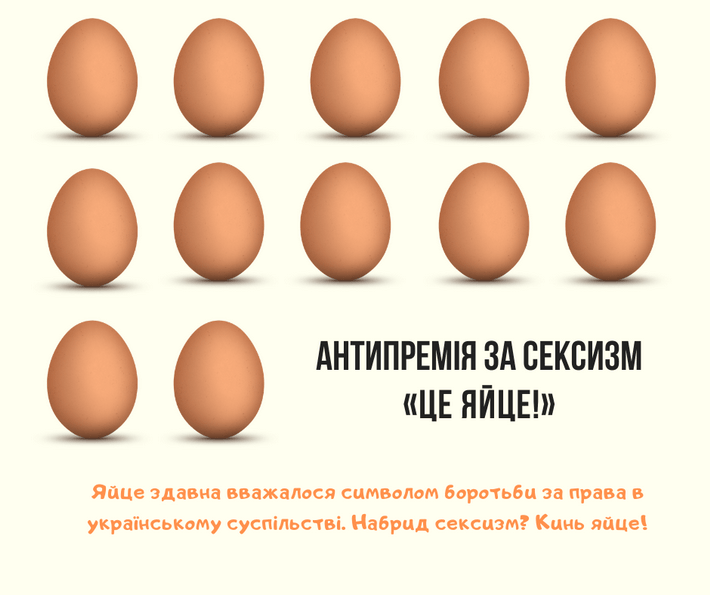 АНТИПРЕМІЯ ЗА СЕКСИЗМ
«ЦЕ ЯЙЦЕ!»
Яйце здавна вважалося символом боротьби за права в
українському суспільстві. Набрид сексизм? Кинь яйце!